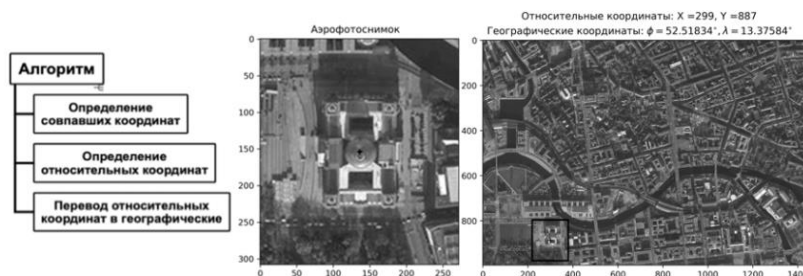 Алгоритм
Определение
совпавших координат
Определение
относительных координат
Перевод относительных
координат в географические
Аэрофотоснимок
0
50
100
150
200
250
300
0 50 100 150 200 250
Относительные координаты: X =299, Y =887
Географические координаты: ϕ = 52.51834°, λ = 13.37584°
0
200
400
600
800
0 200 400 600 800 1000 1200